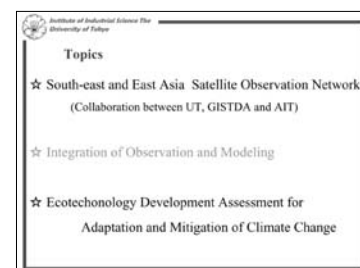 Institute of Industrial Science The
University of Tokyo
Topics
☆ South-east and East Asia Satellite Observation Network
(Collaboration between UT, GISTDA and AIT)
☆ Integration of Observation and Modeling
☆ Ecotechonology Development Assessment for
Adaptation and Mitigation of Climate Change